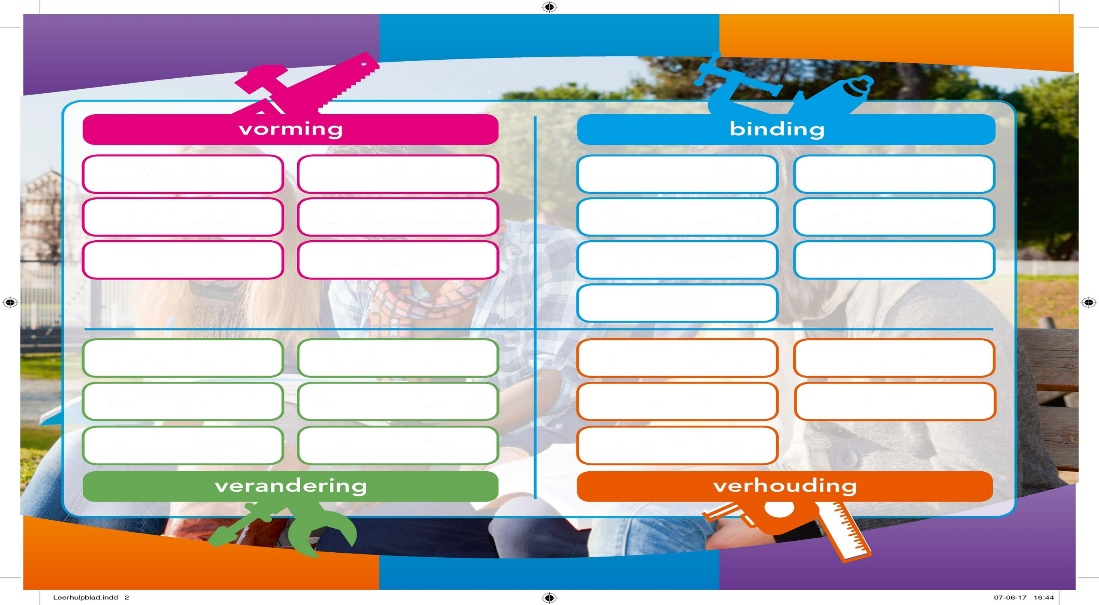 vorming
binding
verandering
verhouding
Leerhulpblad.indd 2
07-06-17 16:44